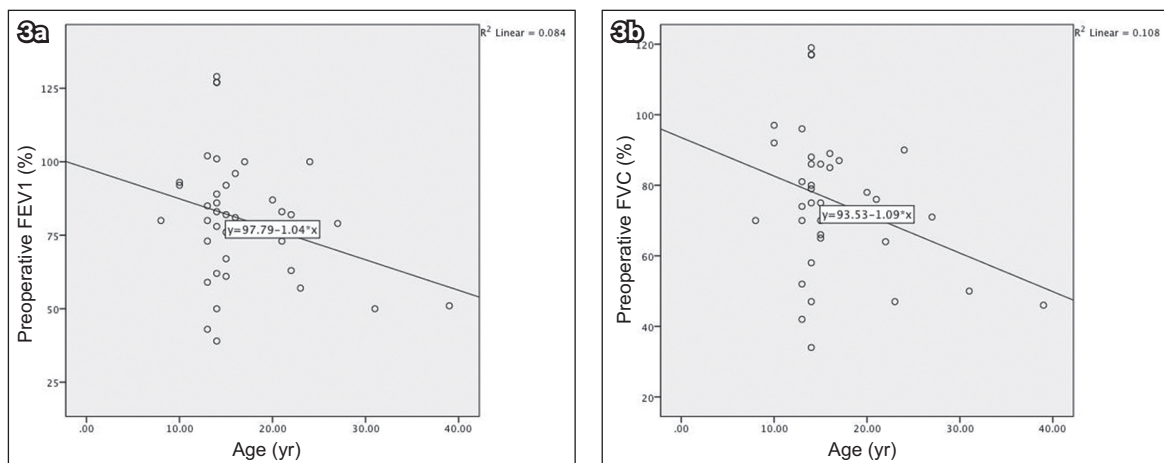 3a
R² Linear = 0.084
125
100
75
50
25
Preoperative FEV1 (%)
y=97.79-1.04*x
.00 10.00 20.00 30.00 40.00
Age (yr)
3b
R² Linear = 0.108
120
100
80
60
40
20
Preoperative FVC (%)
y=93.53-1.09*x
.00 10.00 20.00 30.00 40.00
Age (yr)